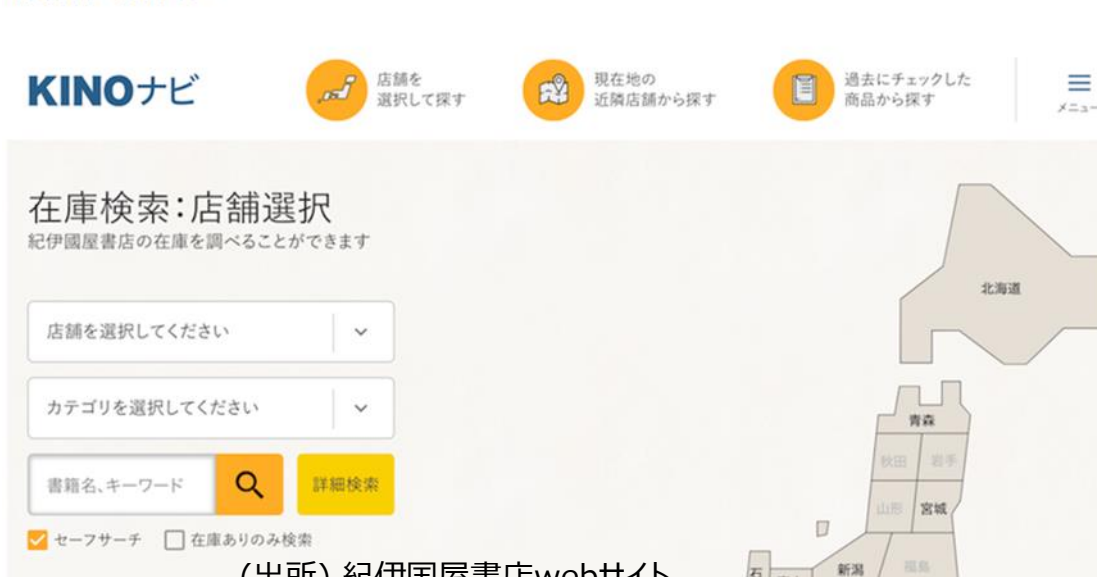 KINOナビ
店舗を
選択して探す
現在地の
近隣店舗から探す
過去にチェックした
商品から探す
メニュー
在庫検索:店舗選択
紀伊國屋書店の在庫を調べることができます
店舗を選択してください
カテゴリを選択してください
書籍名、キーワード
詳細検索
セーフサーチ
在庫ありのみ検索
北海道
青森
秋田
岩手
山形
宮城
石
新潟
福島
(出所) 紀伊国屋書店webサイト